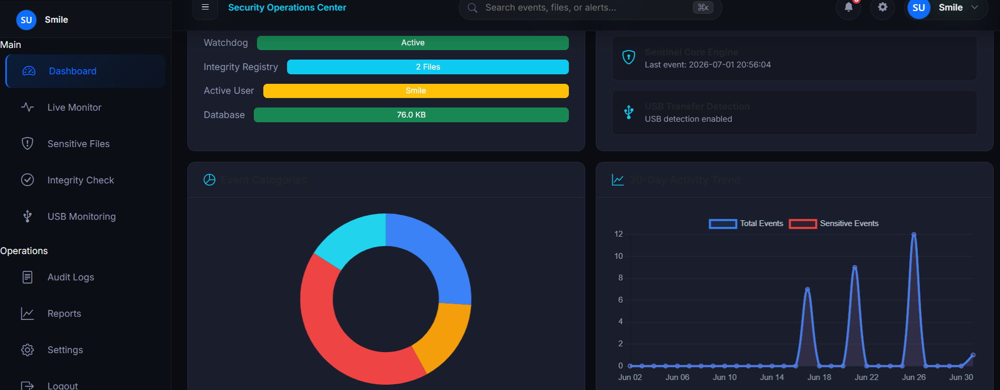 SU Smile
Main
Dashboard
Live Monitor
Sensitive Files
Integrity Check
USB Monitoring
Operations
Audit Logs
Reports
Settings
Logout
Security Operations Center
Search events, files, or alerts...
⌘K
SU Smile
Watchdog Active
Integrity Registry 2 Files
Active User Smile
Database 76.0 KB
Sentinel Core Engine
Last event: 2026-07-01 20:56:04
USB Transfer Detection
USB detection enabled
Event Categories
30-Day Activity Trend
Total Events Sensitive Events
12
10
8
6
4
2
0
Jun 02 Jun 06 Jun 10 Jun 14 Jun 18 Jun 22 Jun 26 Jun 30